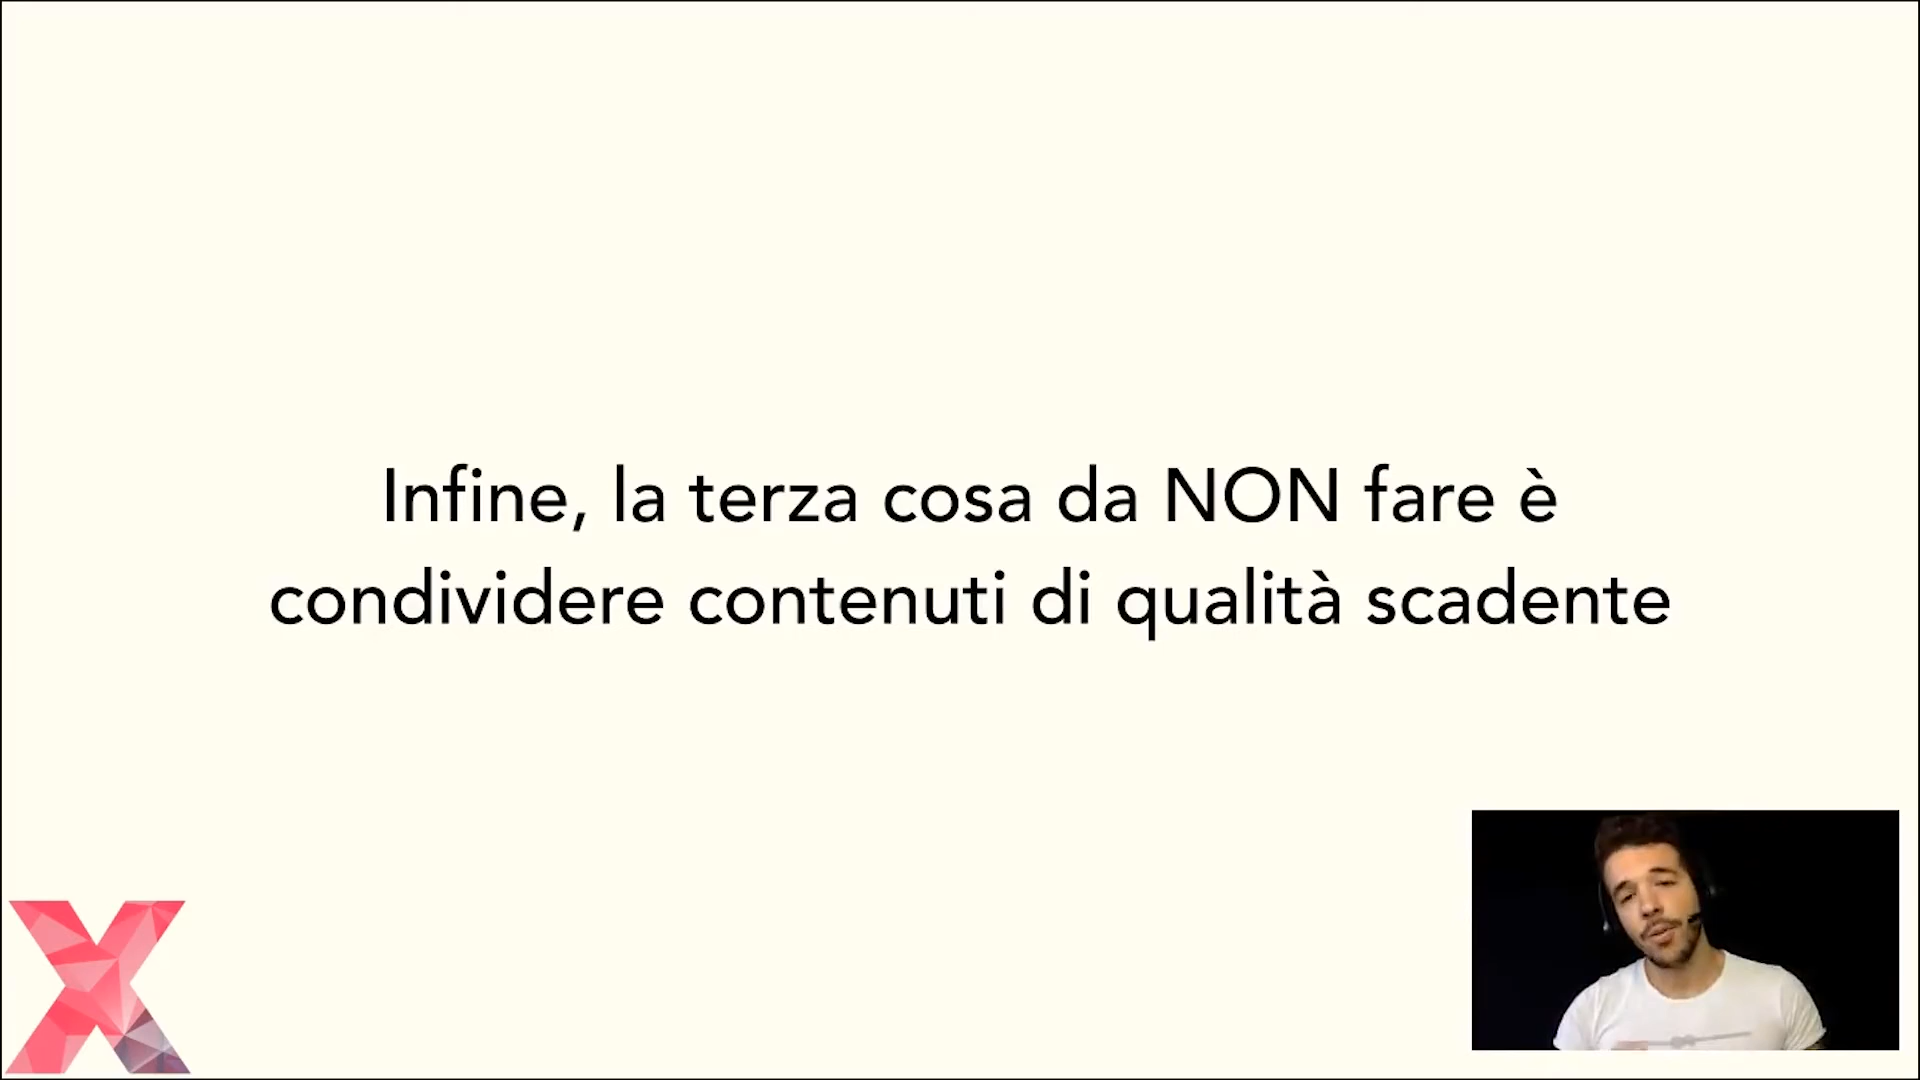 Infine, la terza cosa da NON fare è
condividere contenuti di qualità scadente
X